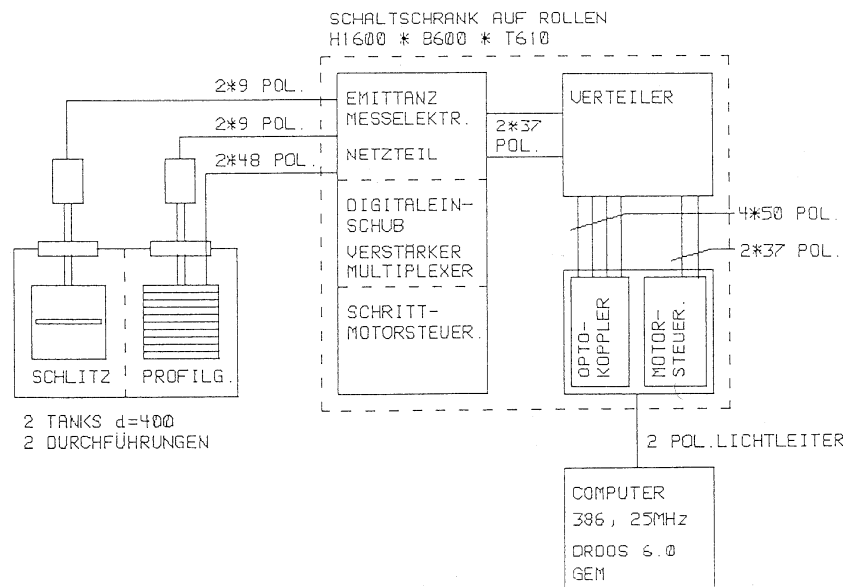 SCHALTSCHRANK AUF ROLLEN
H1600 * B600 * T610
2*9 POL.
2*9 POL.
2*48 POL.
EMITTANZ
MESSELEKTR.
NETZTEIL
DIGITALEIN-
SCHUB
VERSTÄRKER
MULTIPLEXER
SCHRITT-
MOTORSTEUER.
2*37
POL.
VERTEILER
4*50 POL.
2*37 POL.
OPTO-
KOPPLER
MOTOR-
STEUER.
SCHLITZ
PROFILG.
2 TANKS d=400
2 DURCHFÜHRUNGEN
2 POL.LICHTLEITER
COMPUTER
386, 25MHz
DRDOS 6.0
GEM